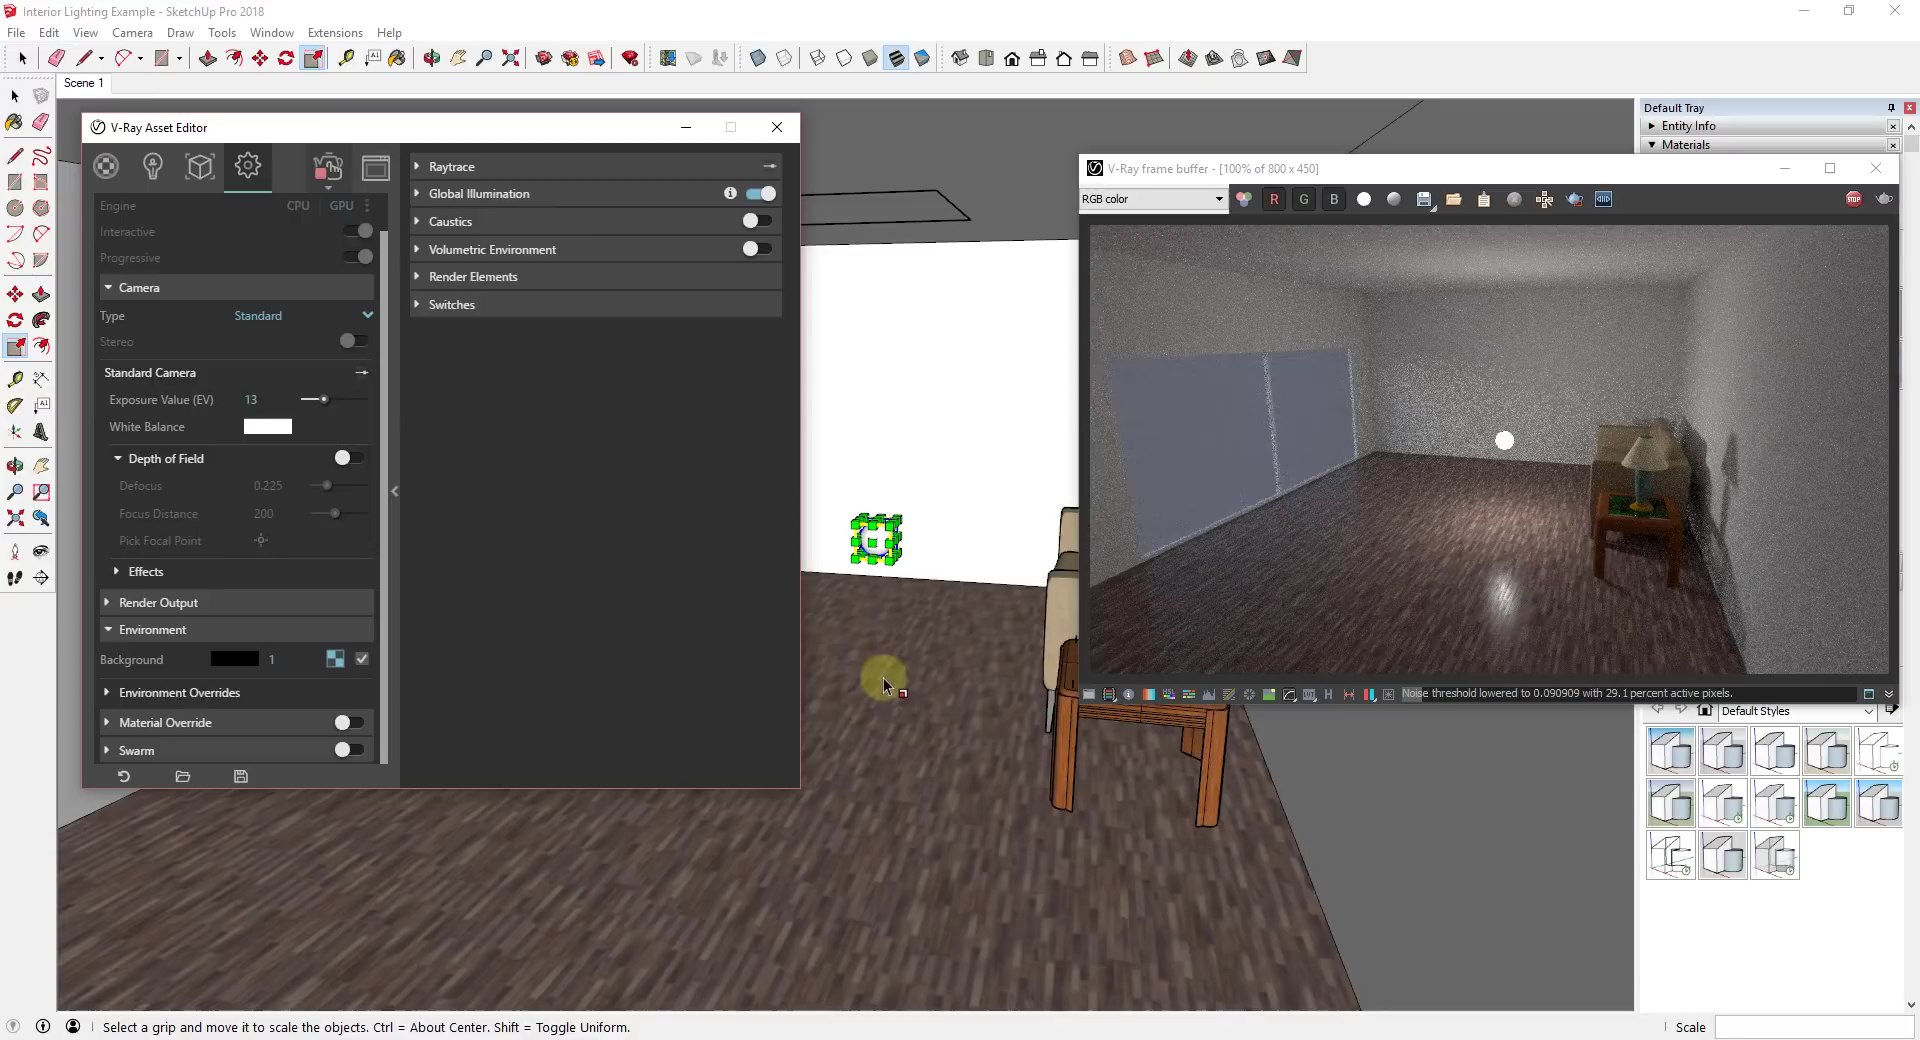 Interior Lighting Example - SketchUp Pro 2018
File Edit View Camera Draw Tools Window Extensions Help
Scene 1
V-Ray Asset Editor
Engine CPU GPU
Interactive
Progressive
Camera
Type Standard
Stereo
Standard Camera
Exposure Value (EV) 13
White Balance
Depth of Field
Defocus 0.225
Focus Distance 200
Pick Focal Point
Effects
Render Output
Environment
Background 1
Environment Overrides
Material Override
Swarm
Raytrace
Global Illumination
Caustics
Volumetric Environment
Render Elements
Switches
V-Ray frame buffer - [100% of 800 x 450]
RGB color
R G B
STOP
H
Noise threshold lowered to 0.090909 with 29.1 percent active pixels.
Default Tray
Entity Info
Materials
Default Styles
Select a grip and move it to scale the objects. Ctrl = About Center. Shift = Toggle Uniform.
Scale